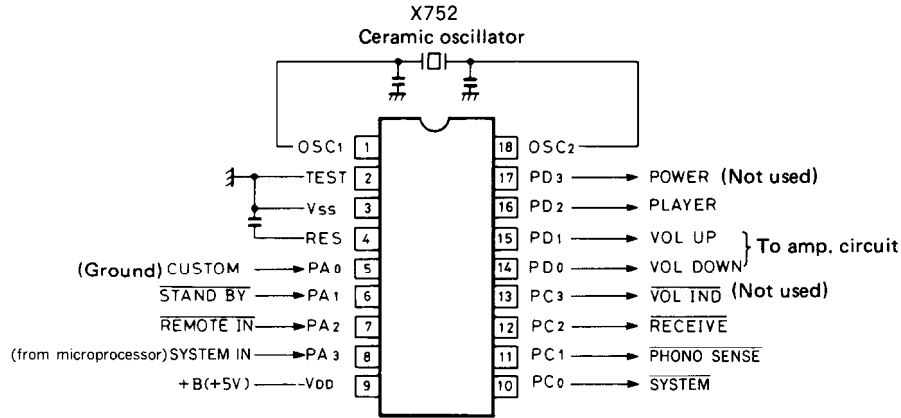 X752
Ceramic oscillator
OSC1 1 18 OSC2
TEST 2 17 PD3 POWER (Not used)
Vss 3 16 PD2 PLAYER
RES 4 15 PD1 VOL UP
To amp. circuit
(Ground) CUSTOM PA0 5 14 PD0 VOL DOWN
STAND BY PA1 6 13 PC3 VOL IND (Not used)
REMOTE IN PA2 7 12 PC2 RECEIVE
(from microprocessor) SYSTEM IN PA3 8 11 PC1 PHONO SENSE
+B(+5V) VDD 9 10 PC0 SYSTEM